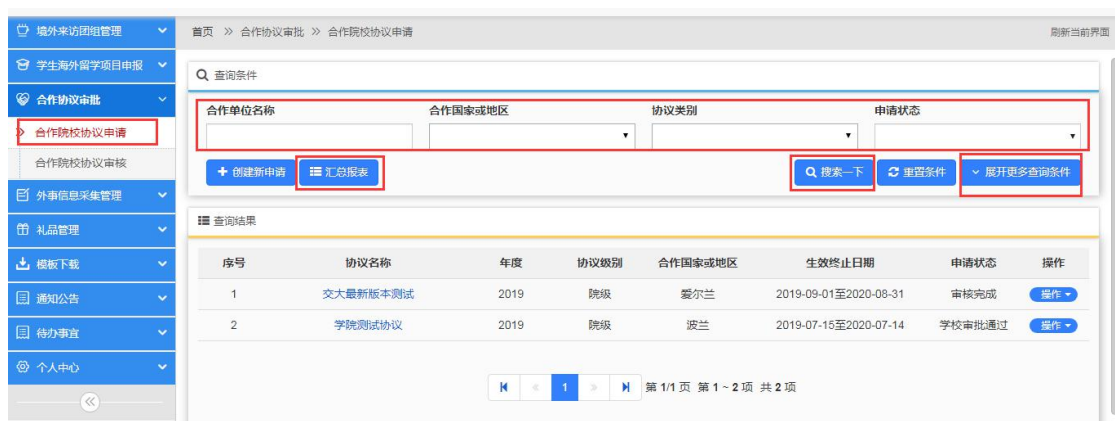 境外来访团组管理
首页 》 合作协议审批 》 合作院校协议申请
刷新当前界面
学生海外留学项目申报
合作协议审批
合作院校协议申请
合作院校协议审核
外事信息采集管理
礼品管理
模板下载
通知公告
待办事宜
个人中心
查询条件
合作单位名称 合作国家或地区 协议类别 申请状态
创建新申请 汇总报表 搜索一下 重置条件 展开更多查询条件
查询结果
序号 协议名称 年度 协议级别 合作国家或地区 生效终止日期 申请状态 操作
1 交大最新版本测试 2019 院级 爱尔兰 2019-09-01至2020-08-31 审核完成 操作
2 学院测试协议 2019 院级 波兰 2019-07-15至2020-07-14 学校审批通过 操作
1 第 1/1 页 第 1 ~ 2 项 共 2 项